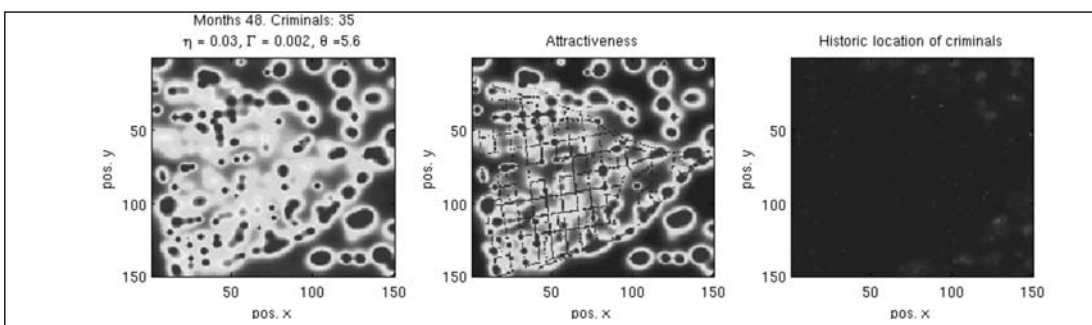 Months 48. Criminals: 35
η = 0.03, Γ = 0.002, θ =5.6
Attractiveness
Historic location of criminals
pos. y
50
100
150
50
100
150
pos. x
pos. y
50
100
150
50
100
150
pos. x
pos. y
50
100
150
50
100
150
pos. x